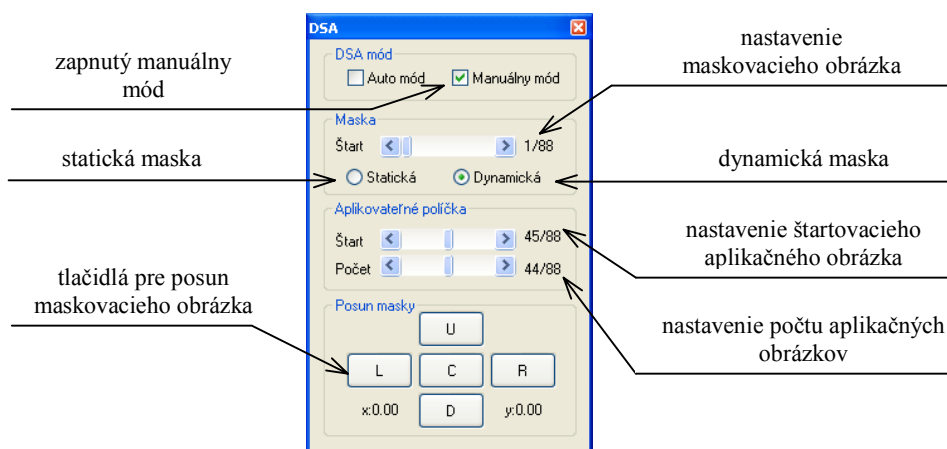 DSA
DSA mód
Auto mód
Manuálny mód
Maska
Štart
1/88
Statická
Dynamická
Aplikovateľné políčka
Štart
45/88
Počet
44/88
Posun masky
U
L
C
R
x:0.00
D
y:0.00
zapnutý manuálny
mód
statická maska
tlačidlá pre posun
maskovacieho obrázka
nastavenie
maskovacieho obrázka
dynamická maska
nastavenie štartovacieho
aplikačného obrázka
nastavenie počtu aplikačných
obrázkov